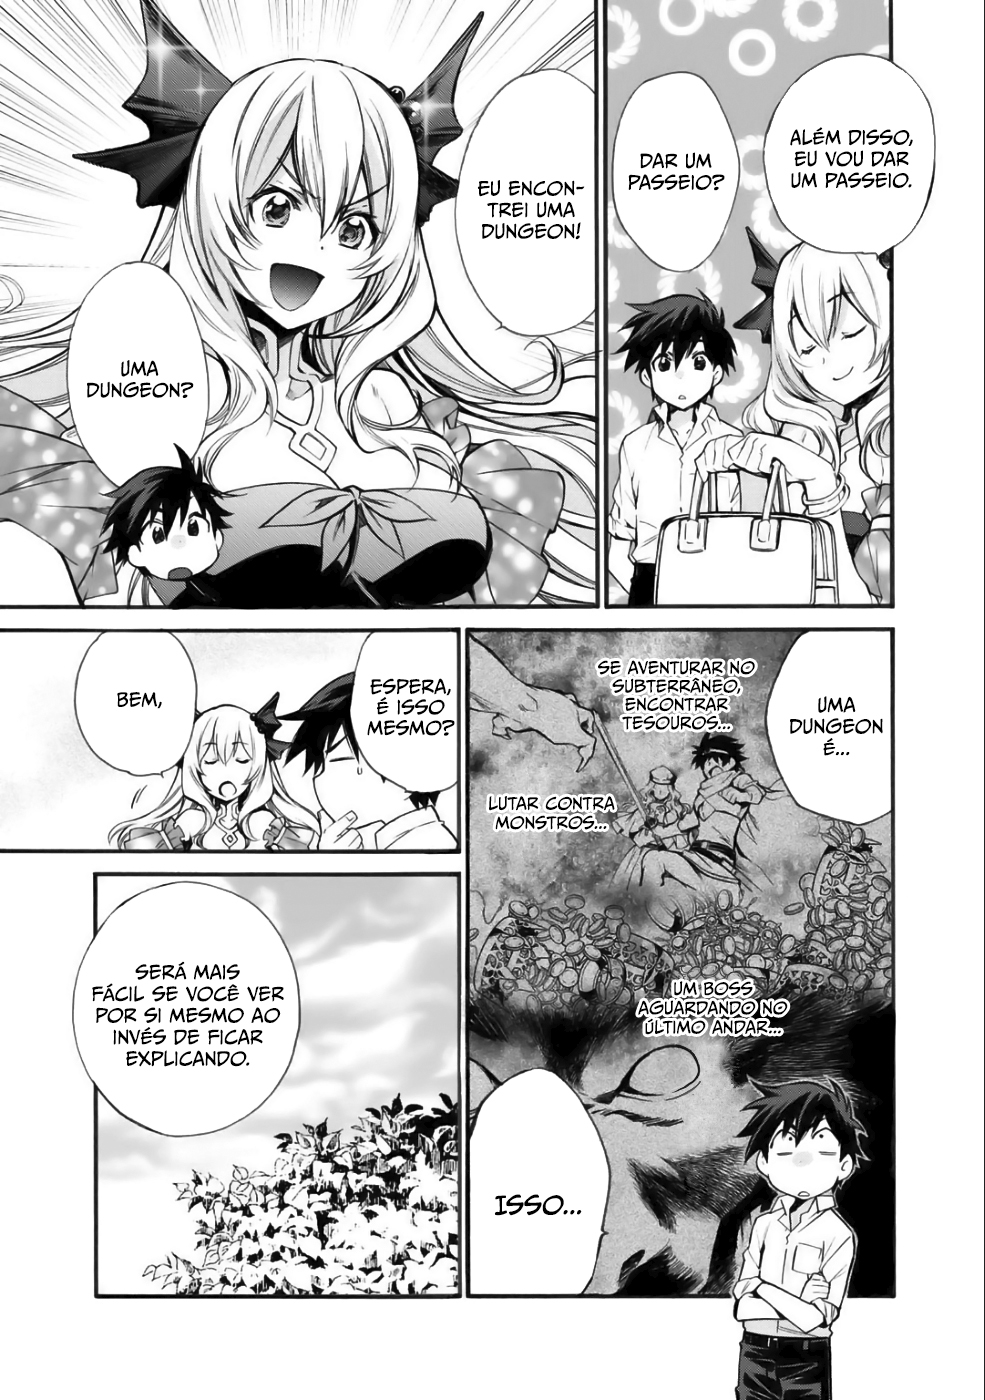 ALÉM DISSO,
EU VOU DAR
UM PASSEIO.
DAR UM
PASSEIO?
EU ENCON-
TREI UMA
DUNGEON!
UMA
DUNGEON?
UMA
DUNGEON
É...
SE AVENTURAR NO
SUBTERRÂNEO,
ENCONTRAR
TESOUROS...
LUTAR CONTRA
MONSTROS...
UM BOSS
AGUARDANDO NO
ÚLTIMO ANDAR...
ISSO...
ESPERA,
É ISSO
MESMO?
BEM,
SERÁ MAIS
FÁCIL SE VOCÊ VER
POR SI MESMO AO
INVÉS DE FICAR
EXPLICANDO.